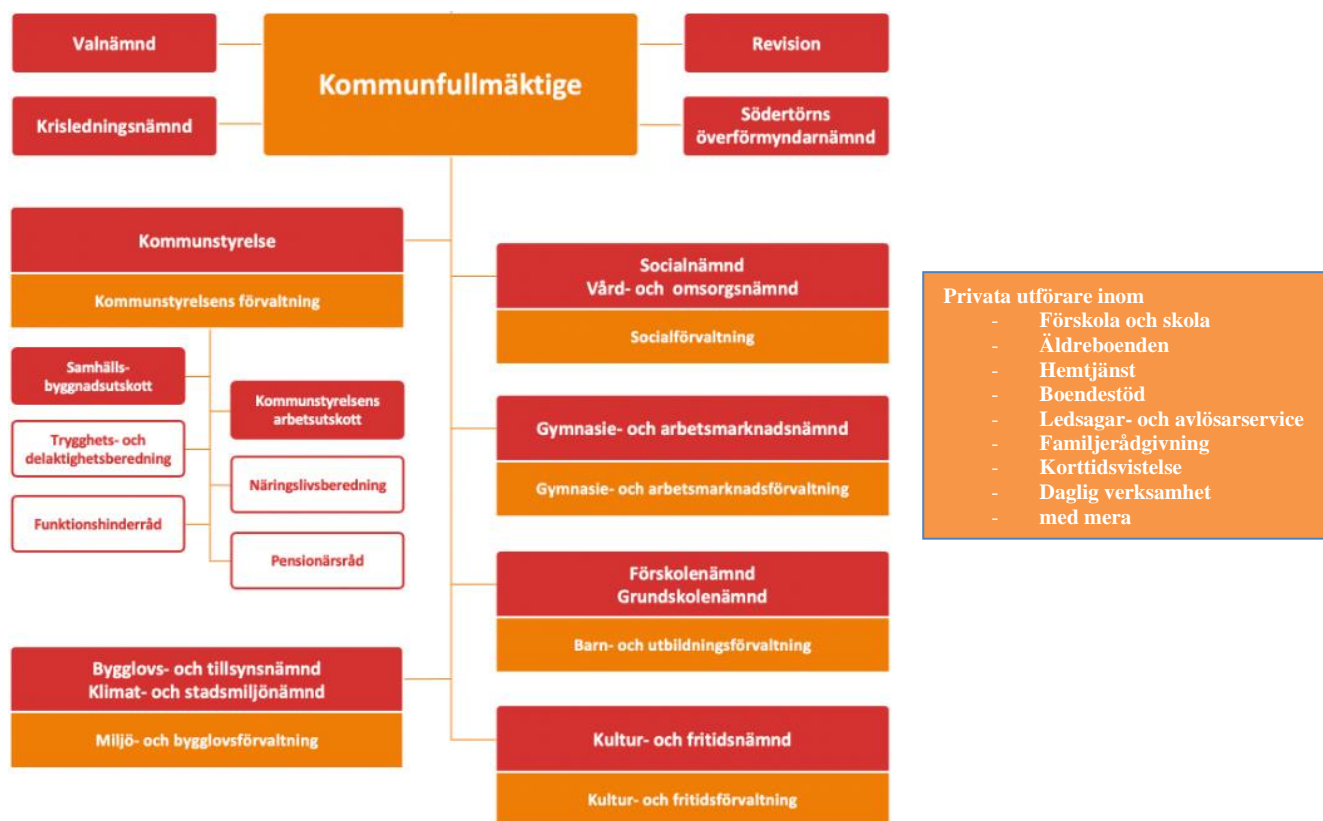 Valnämnd
Kommunfullmäktige
Revision
Krisledningsnämnd
Södertörns
överförmyndarnämnd
Kommunstyrelse
Kommunstyrelsens förvaltning
Samhälls-
byggnadsutskott
Kommunstyrelsens
arbetsutskott
Trygghets- och
delaktighetsberedning
Näringslivsberedning
Funktionshinderråd
Pensionärsråd
Bygglovs- och tillsynsnämnd
Klimat- och stadsmiljönämnd
Miljö- och bygglovsförvaltning
Socialnämnd
Vård- och omsorgsnämnd
Socialförvaltning
Gymnasie- och arbetsmarknadsnämnd
Gymnasie- och arbetsmarknadsförvaltning
Förskolenämnd
Grundskolenämnd
Barn- och utbildningsförvaltning
Kultur- och fritidsnämnd
Kultur- och fritidsförvaltning
Privata utförare inom
- Förskola och skola
- Äldreboenden
- Hemtjänst
- Boendestöd
- Ledsagar- och avlösarservice
- Familjerådgivning
- Korttidsvistelse
- Daglig verksamhet
- med mera